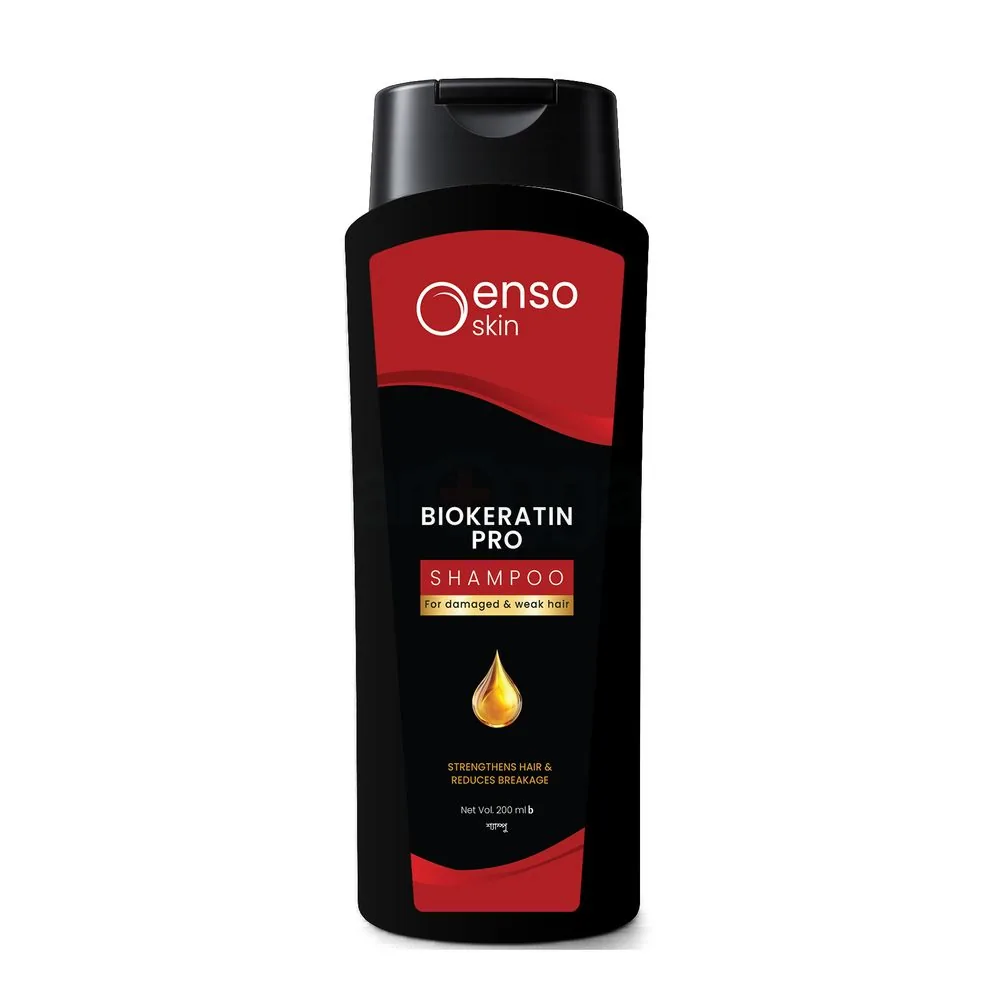 enso
skin
BIOKERATIN
PRO
SHAMPOO
For damaged & weak hair
STRENGTHENS HAIR &
REDUCES BREAKAGE
Net Vol. 200 ml b